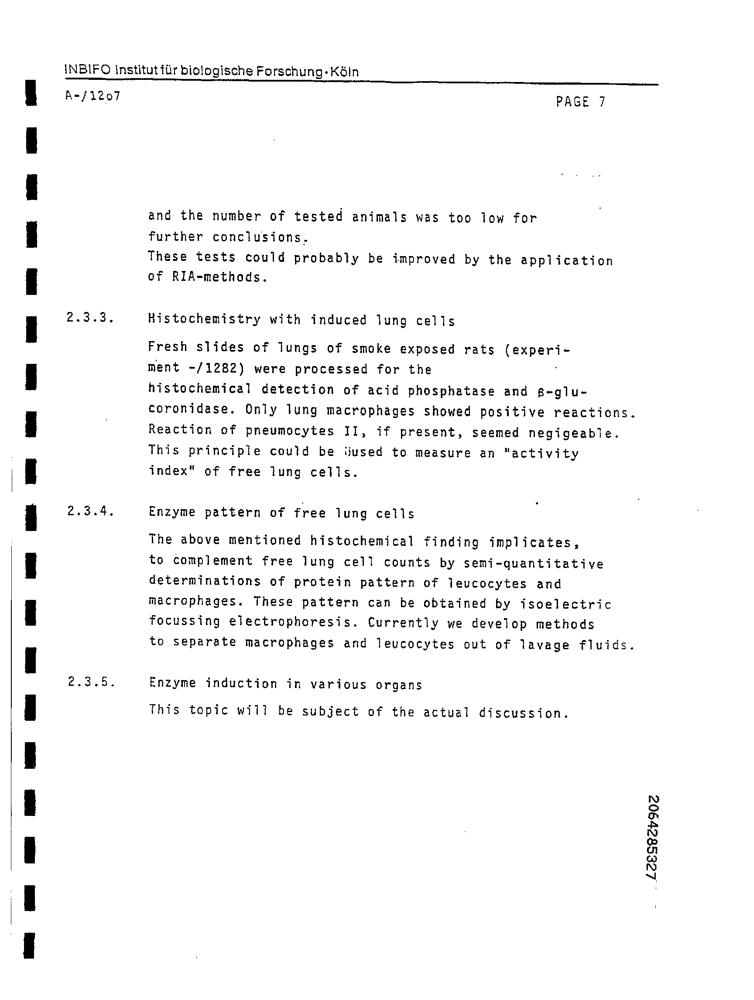 INBIFO Institut für biologische Forschung·Köln
A-/12o7
PAGE 7
and the number of tested animals was too low for
further conclusions.
These tests could probably be improved by the application
of RIA-methods.
2.3.3. Histochemistry with induced lung cells
Fresh slides of lungs of smoke exposed rats (experi-
ment -/1282) were processed for the
histochemical detection of acid phosphatase and β-glu-
coronidase. Only lung macrophages showed positive reactions.
Reaction of pneumocytes II, if present, seemed negigeable.
This principle could be used to measure an "activity
index" of free lung cells.
2.3.4. Enzyme pattern of free lung cells
The above mentioned histochemical finding implicates,
to complement free lung cell counts by semi-quantitative
determinations of protein pattern of leucocytes and
macrophages. These pattern can be obtained by isoelectric
focussing electrophoresis. Currently we develop methods
to separate macrophages and leucocytes out of lavage fluids.
2.3.5. Enzyme induction in various organs
This topic will be subject of the actual discussion.
2064285327